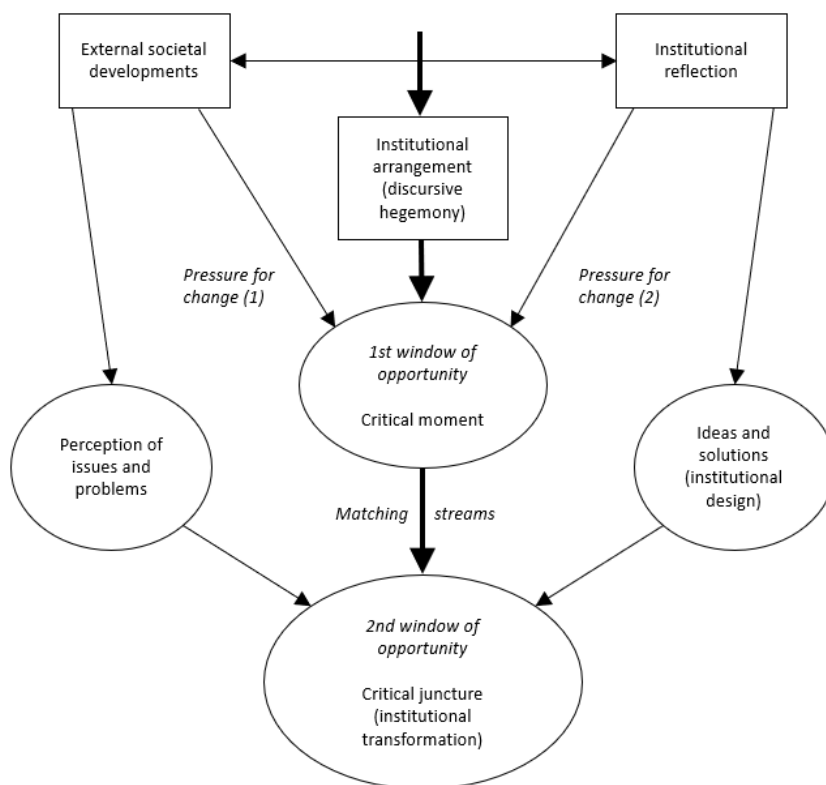 External societal
developments
Institutional
reflection
Institutional
arrangement
(discursive
hegemony)
Pressure for
change (1)
Pressure for
change (2)
1st window of
opportunity
Critical moment
Perception of
issues and
problems
Ideas and
solutions
(institutional
design)
Matching streams
2nd window of
opportunity
Critical juncture
(institutional
transformation)